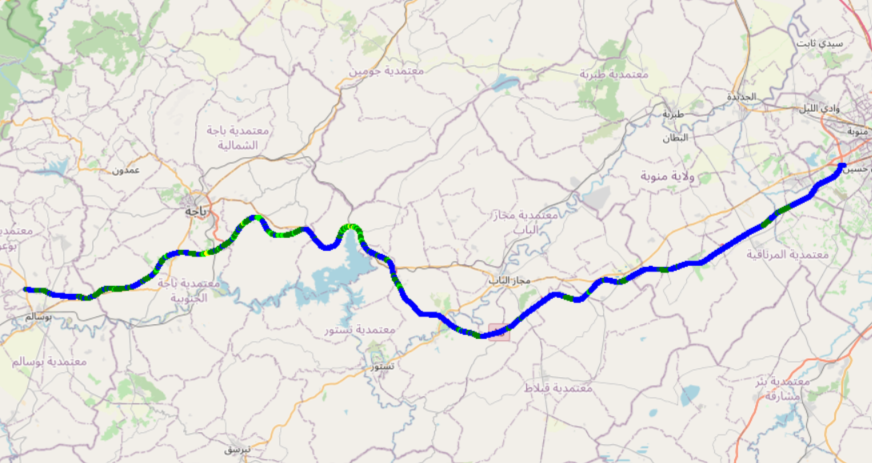 سيدي ثابت
معتمدية جومين
معتمدية طبربة
الجديدة
وادي الليل
طبربة
منوبة
معتمدية باجة
الشمالية
البطان
عمدون
حسين
ولاية منوبة
باجة
معتمدية مجاز
الباب
معتمدية المرناقية
مجاز الباب
معتمدية باجة
الجنوبية
بوسالم
معتمدية تستور
معتمدية بوسالم
تستور
معتمدية قبلاط
معتمدية بئر
مشارقة
تبرسق